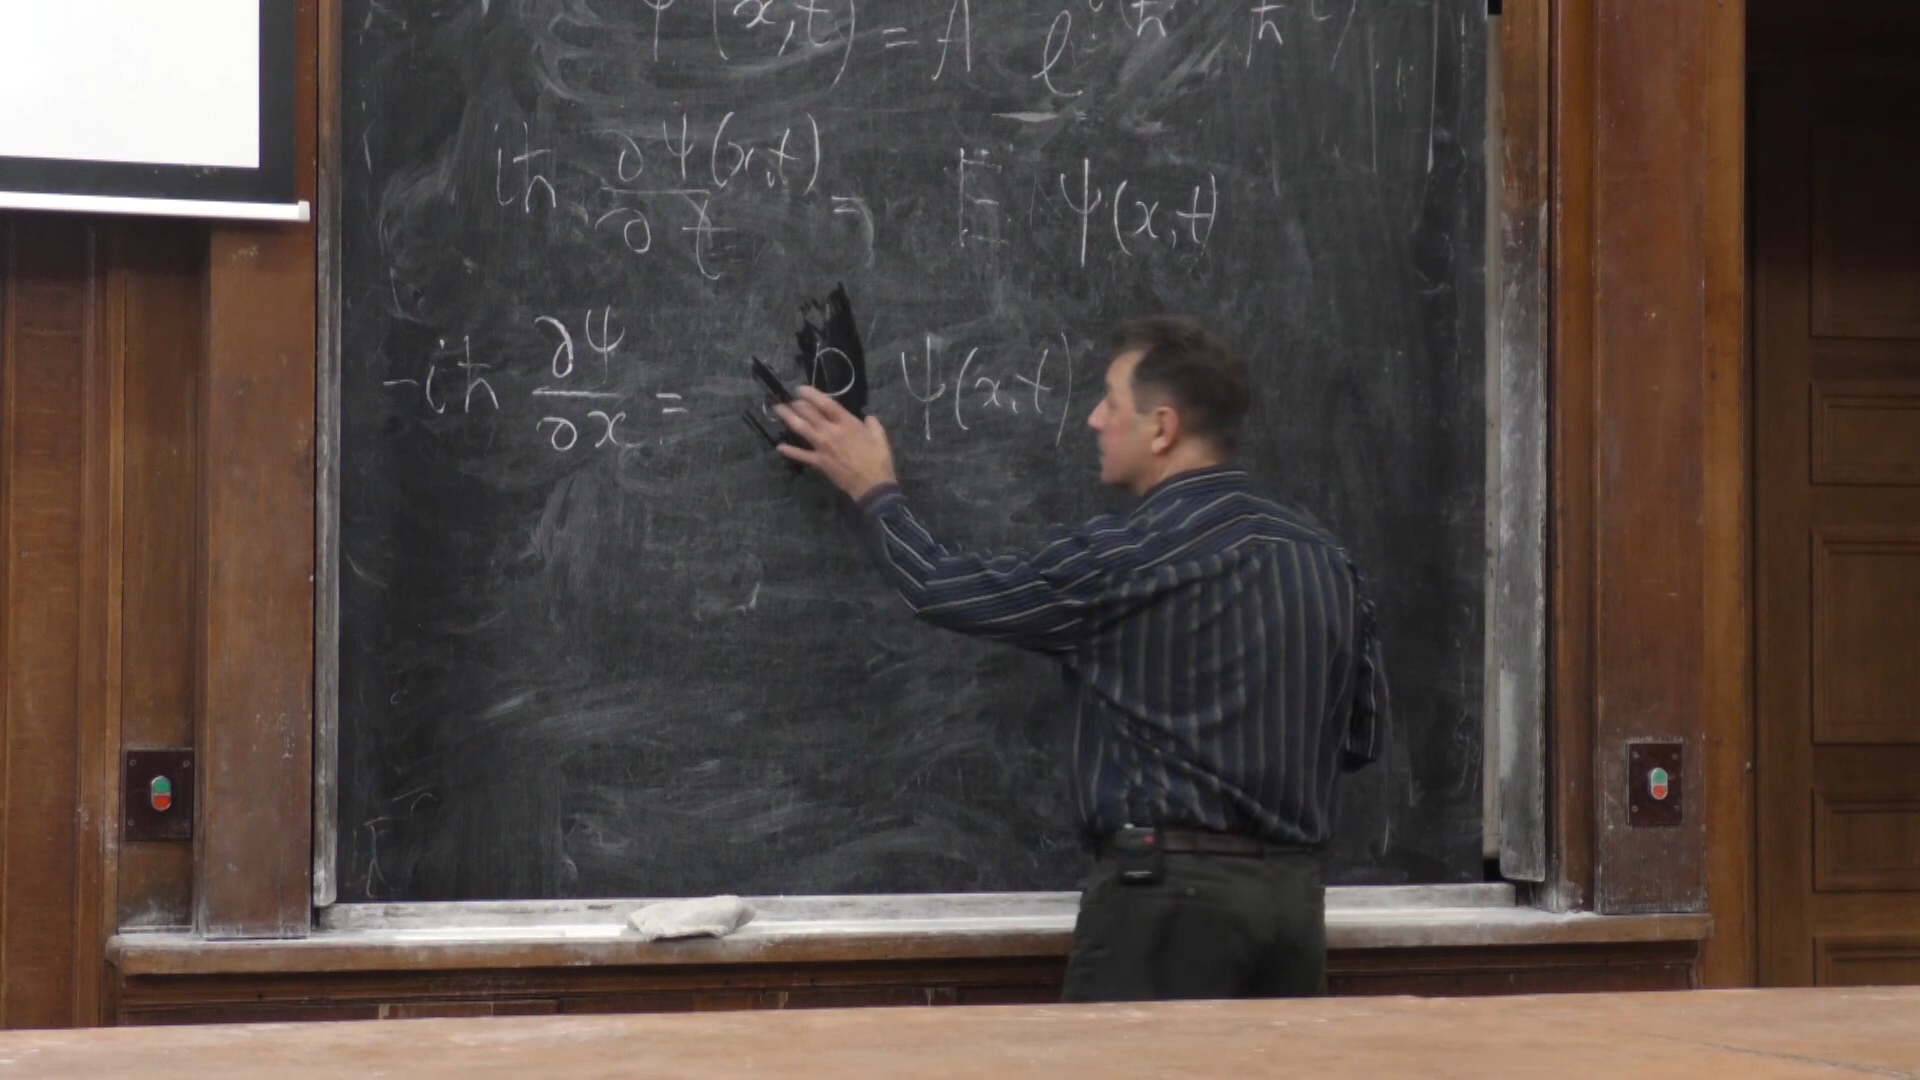 Ψ(x,t) = A e
iħ ∂Ψ(x,t)/∂t = E Ψ(x,t)
-iħ ∂Ψ/∂x = p Ψ(x,t)